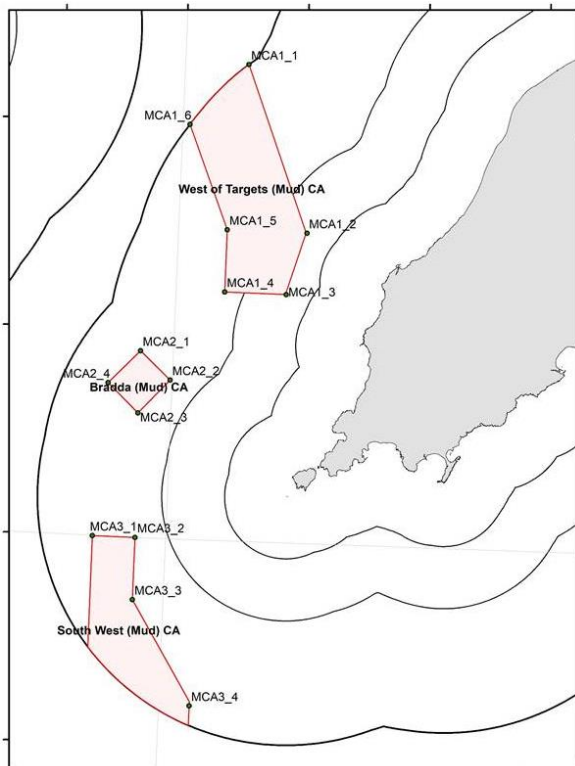 MCA1_1
MCA1_6
West of Targets (Mud) CA
MCA1_5
MCA1_2
MCA1_4
MCA1_3
MCA2_1
MCA2_4
MCA2_2
Bradda (Mud) CA
MCA2_3
MCA3_1
MCA3_2
MCA3_3
South West (Mud) CA
MCA3_4